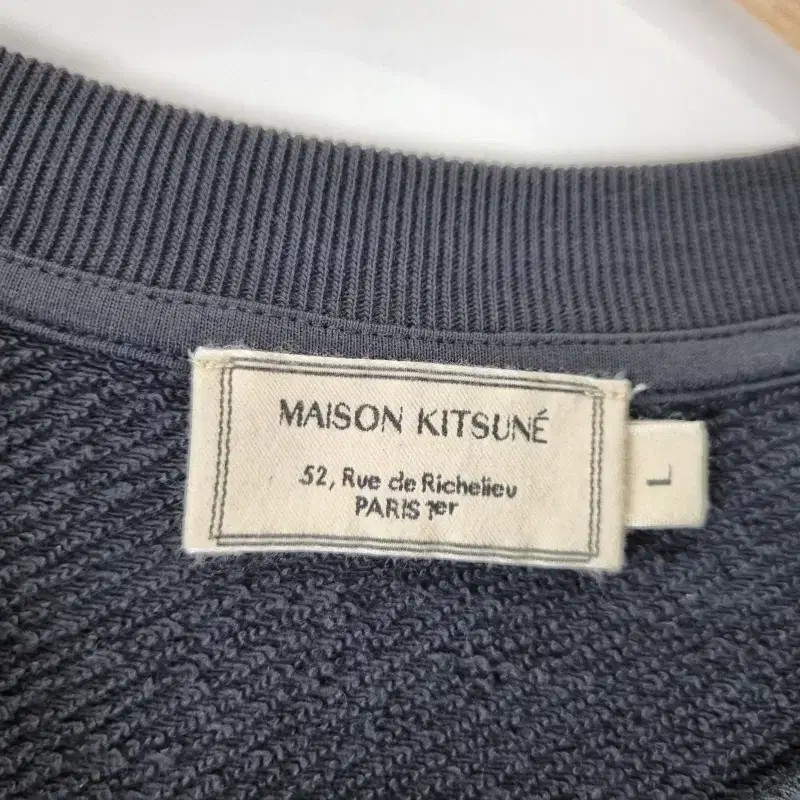 MAISON KITSUNÉ
52, Rue de Richelieu
PARIS 1er
L